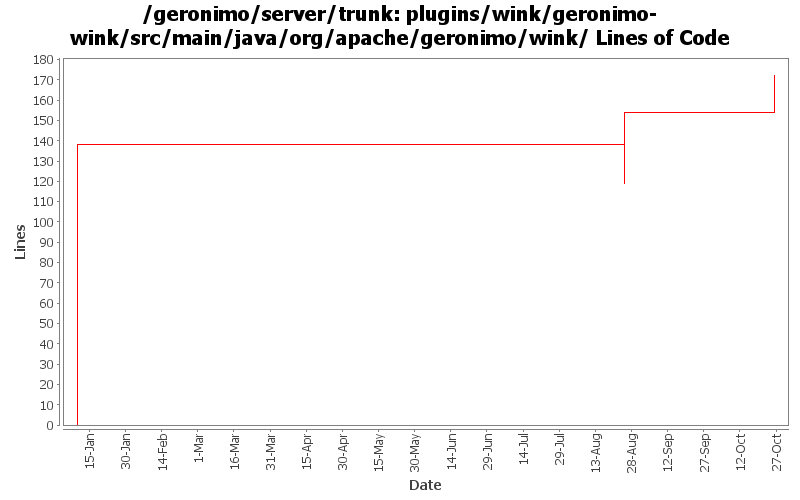 /geronimo/server/trunk: plugins/wink/geronimo-
wink/src/main/java/org/apache/geronimo/wink/ Lines of Code
180
170
160
150
140
130
120
110
100
90
80
70
60
50
40
30
20
10
0
Lines
15-Jan
30-Jan
14-Feb
1-Mar
16-Mar
31-Mar
15-Apr
30-Apr
15-May
30-May
14-Jun
29-Jun
14-Jul
29-Jul
13-Aug
28-Aug
12-Sep
27-Sep
12-Oct
27-Oct
Date